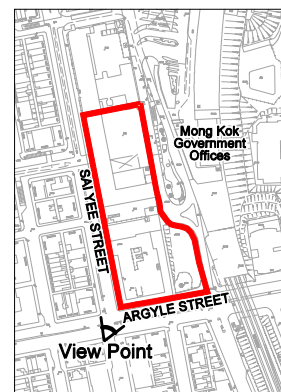 Mong Kok
Government
Offices
SAI YEE STREET
ARGYLE STREET
View Point